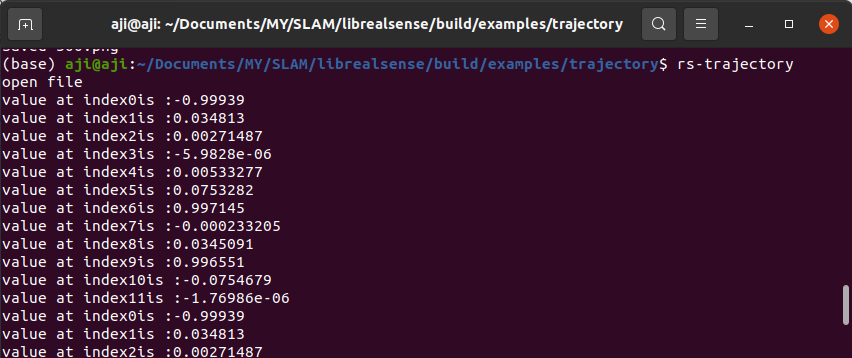 aji@aji: ~/Documents/MY/SLAM/librealsense/build/examples/trajectory
(base) aji@aji:~/Documents/MY/SLAM/librealsense/build/examples/trajectory$ rs-trajectory
open file
value at index0is :-0.99939
value at index1is :0.034813
value at index2is :0.00271487
value at index3is :-5.9828e-06
value at index4is :0.00533277
value at index5is :0.0753282
value at index6is :0.997145
value at index7is :-0.000233205
value at index8is :0.0345091
value at index9is :0.996551
value at index10is :-0.0754679
value at index11is :-1.76986e-06
value at index0is :-0.99939
value at index1is :0.034813
value at index2is :0.00271487